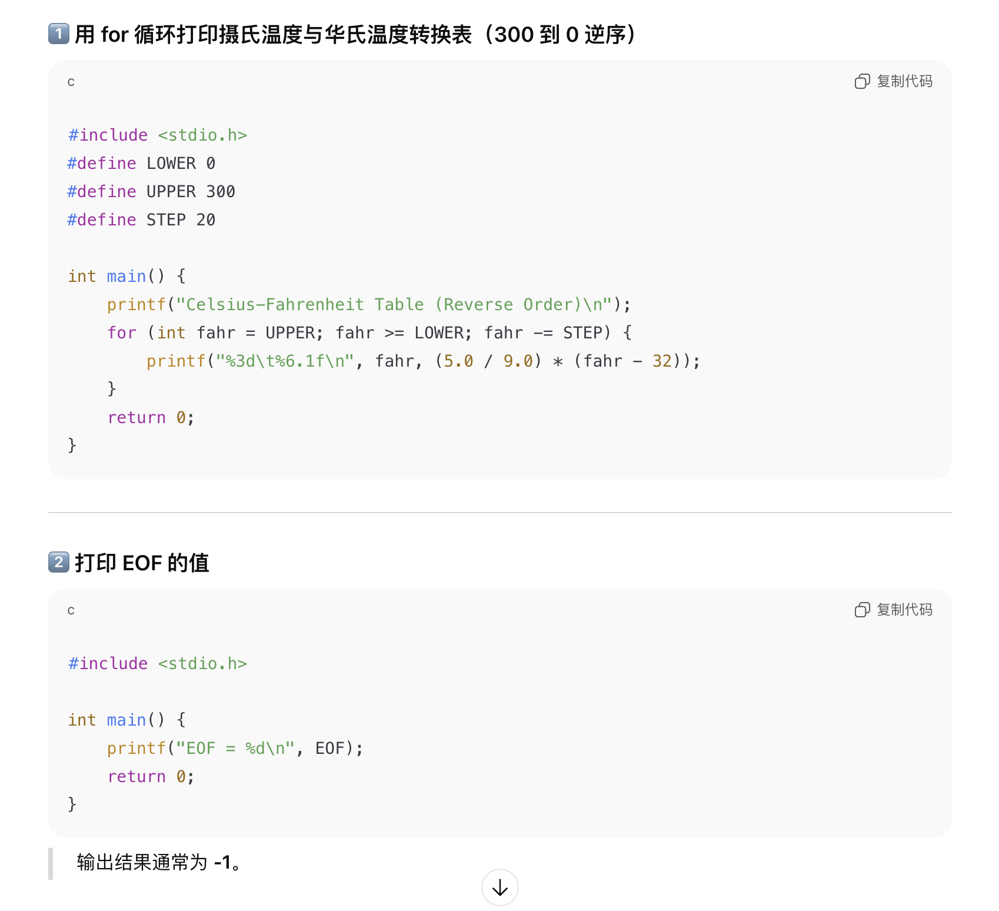 1 用 for 循环打印摄氏温度与华氏温度转换表（300 到 0 逆序）
c
复制代码
#include <stdio.h>
#define LOWER 0
#define UPPER 300
#define STEP 20
int main() {
    printf("Celsius-Fahrenheit Table (Reverse Order)\n");
    for (int fahr = UPPER; fahr >= LOWER; fahr -= STEP) {
        printf("%3d\t%6.1f\n", fahr, (5.0 / 9.0) * (fahr - 32));
    }
    return 0;
}
2 打印 EOF 的值
c
复制代码
#include <stdio.h>
int main() {
    printf("EOF = %d\n", EOF);
    return 0;
}
输出结果通常为 -1。